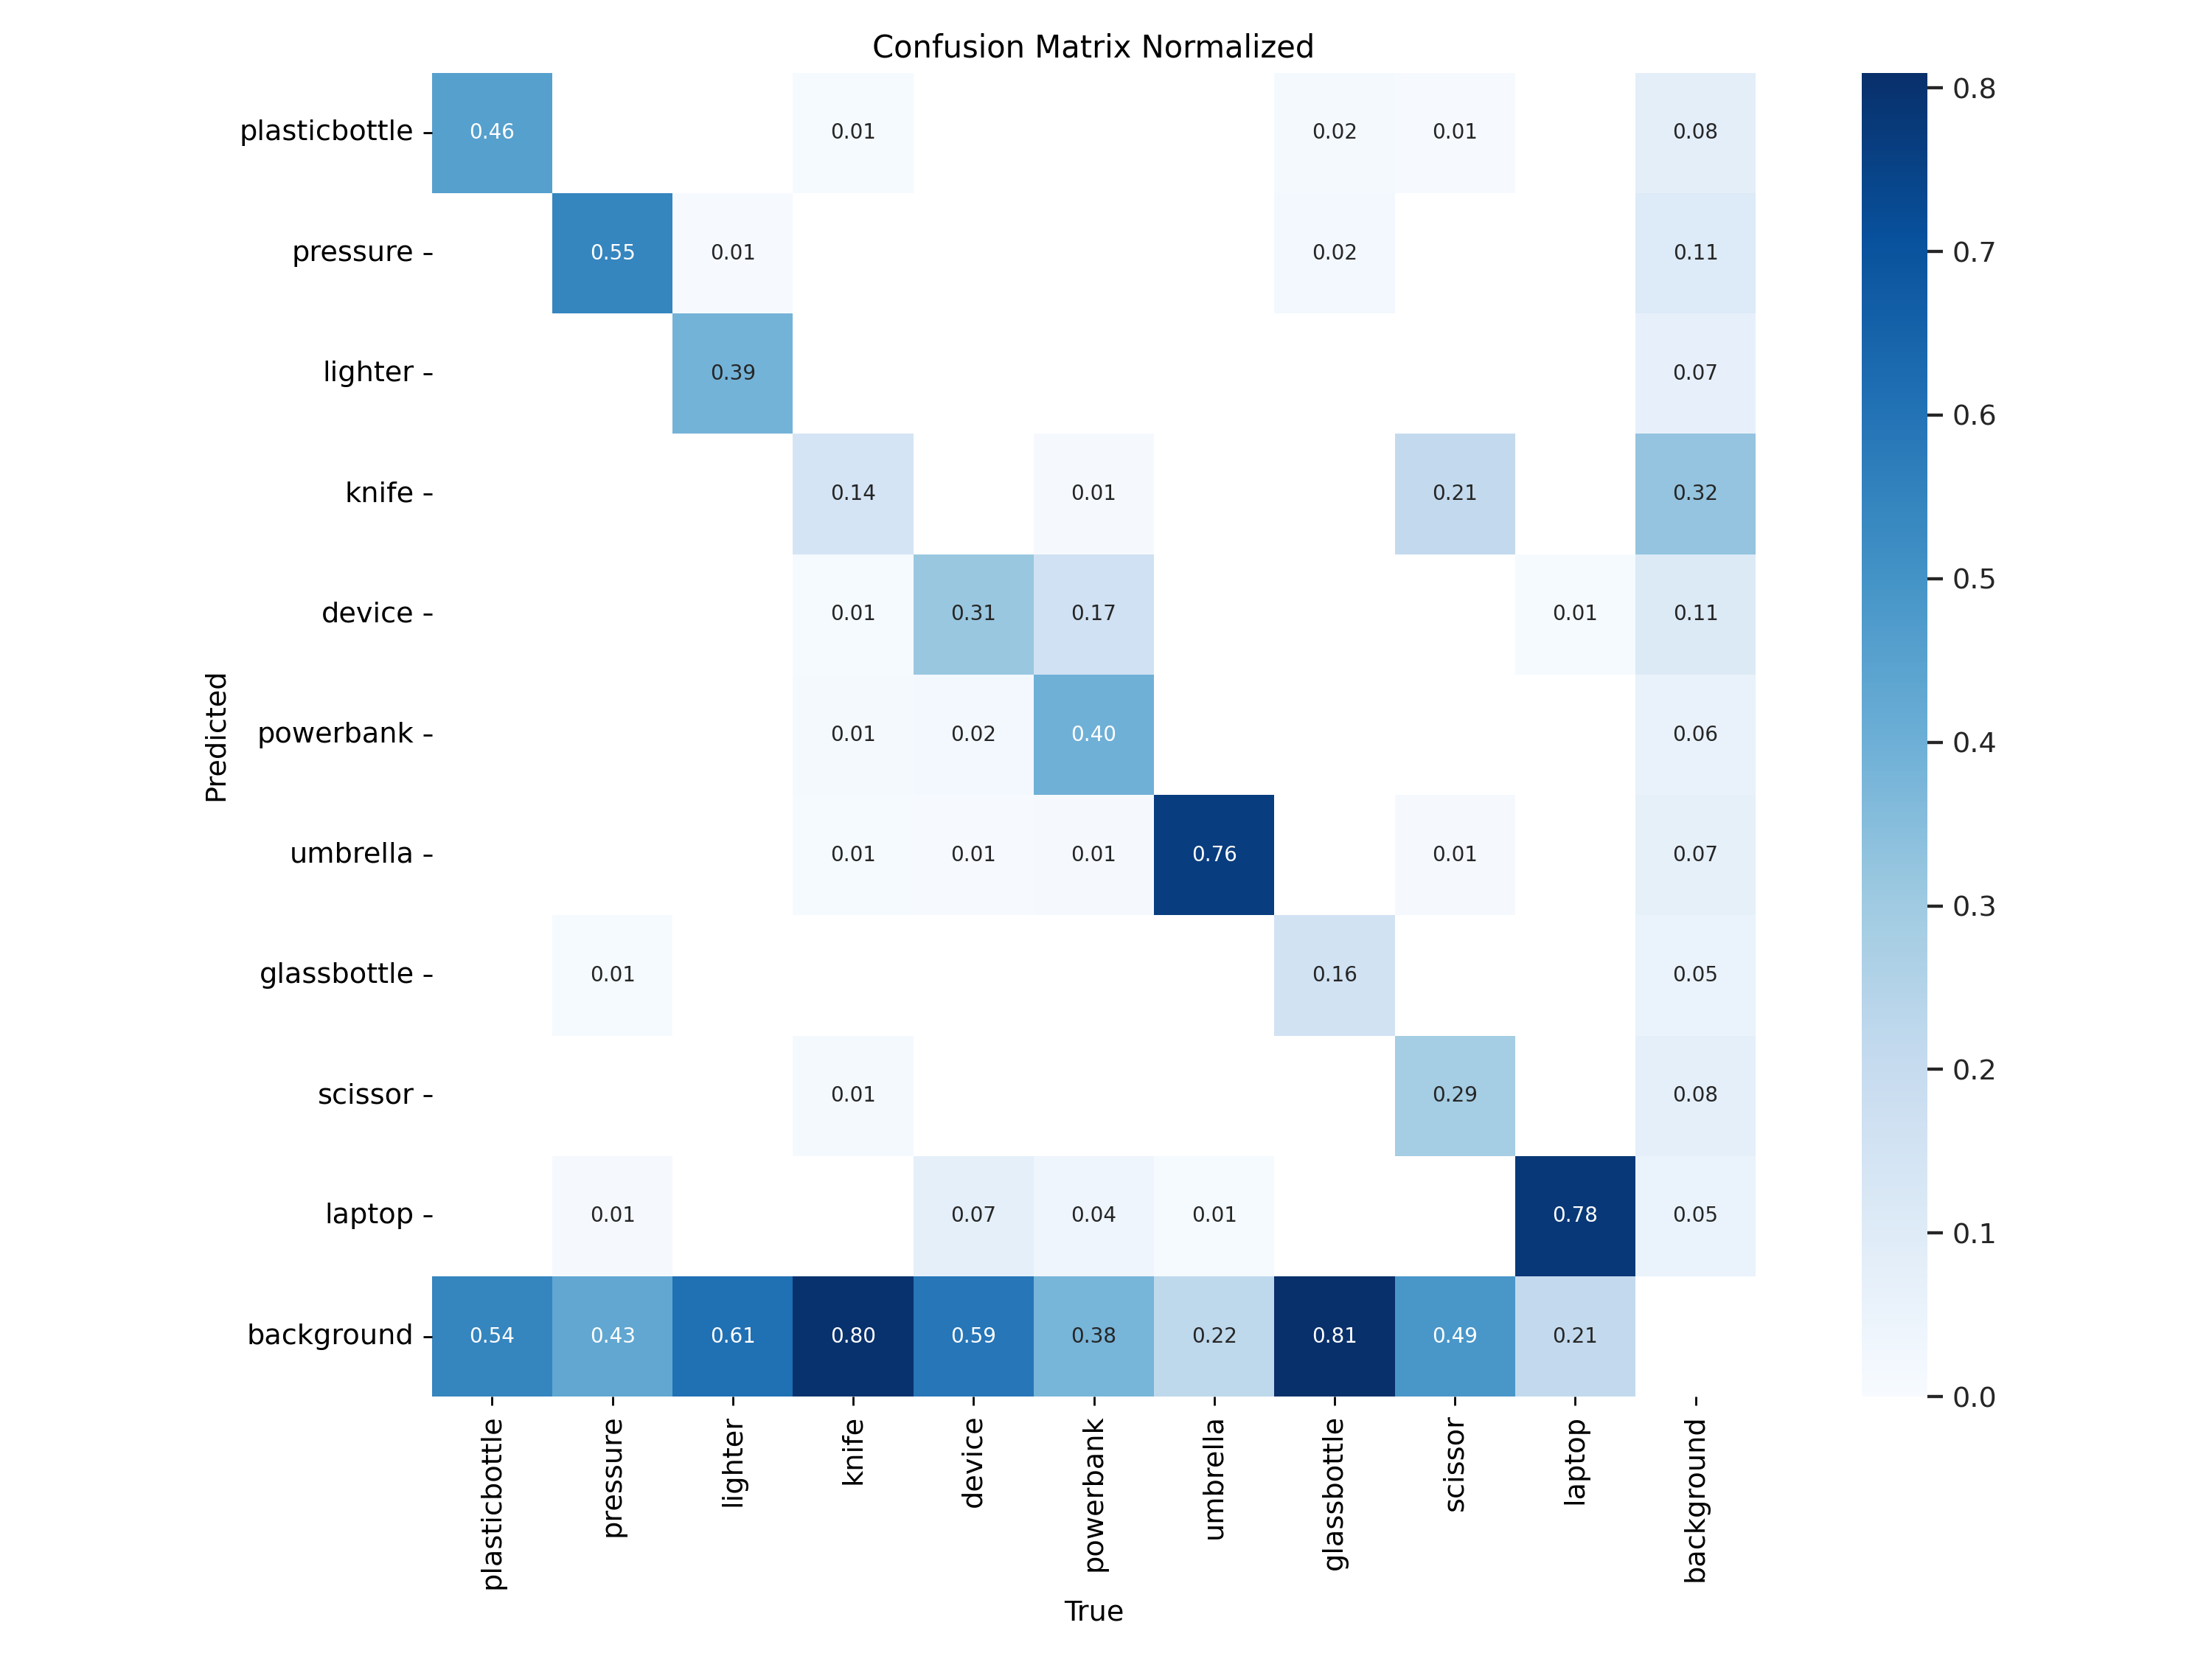 Confusion Matrix Normalized
plasticbottle 0.46 0.01 0.02 0.01 0.08
pressure 0.55 0.01 0.02 0.11
lighter 0.39 0.07
knife 0.14 0.01 0.21 0.32
device 0.01 0.31 0.17 0.01 0.11
powerbank 0.01 0.02 0.40 0.06
umbrella 0.01 0.01 0.01 0.76 0.01 0.07
glassbottle 0.01 0.16 0.05
scissor 0.01 0.29 0.08
laptop 0.01 0.07 0.04 0.01 0.78 0.05
background 0.54 0.43 0.61 0.80 0.59 0.38 0.22 0.81 0.49 0.21
Predicted
plasticbottle pressure lighter knife device powerbank umbrella glassbottle scissor laptop background
True
0.8
0.7
0.6
0.5
0.4
0.3
0.2
0.1
0.0